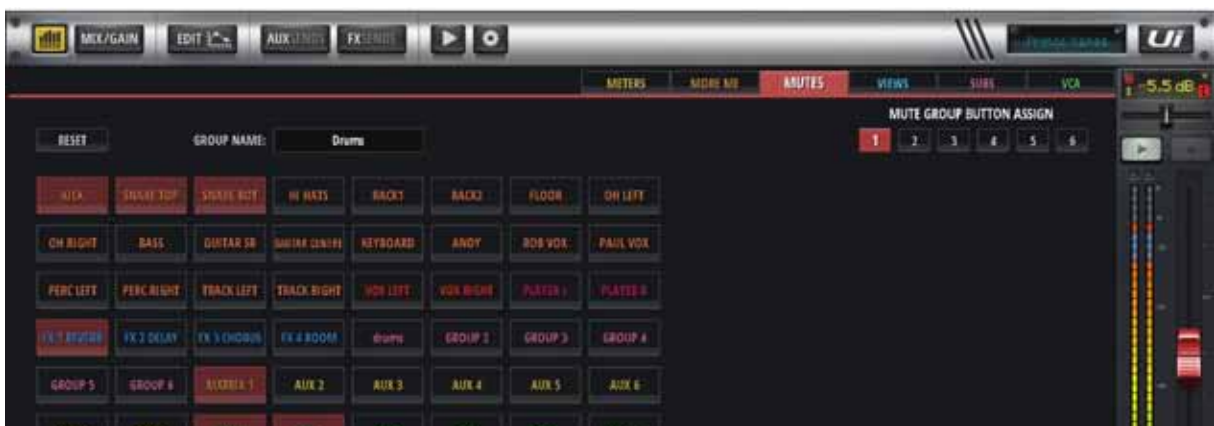 MIX/GAIN EDIT AUX SENDS FX SENDS Ui
METERS MORE ME MUTES VIEWS SUBS VCA -5.5 dB
MUTE GROUP BUTTON ASSIGN
RESET GROUP NAME: Drums 1 2 3 4 5 6
KICK SNARE TOP SNARE BOT HI HATS RACK1 RACK2 FLOOR OH LEFT
OH RIGHT BASS GUITAR SR GUITAR CENTRE KEYBOARD ANDY ROB VOX PAUL VOX
PERC LEFT PERC RIGHT TRACK LEFT TRACK RIGHT VOX LEFT VOX RIGHT PLAYER L PLAYER R
FX 1 REVERB FX 2 DELAY FX 3 CHORUS FX 4 ROOM drums GROUP 2 GROUP 3 GROUP 4
GROUP 5 GROUP 6 AUX 2 AUX 3 AUX 4 AUX 5 AUX 6